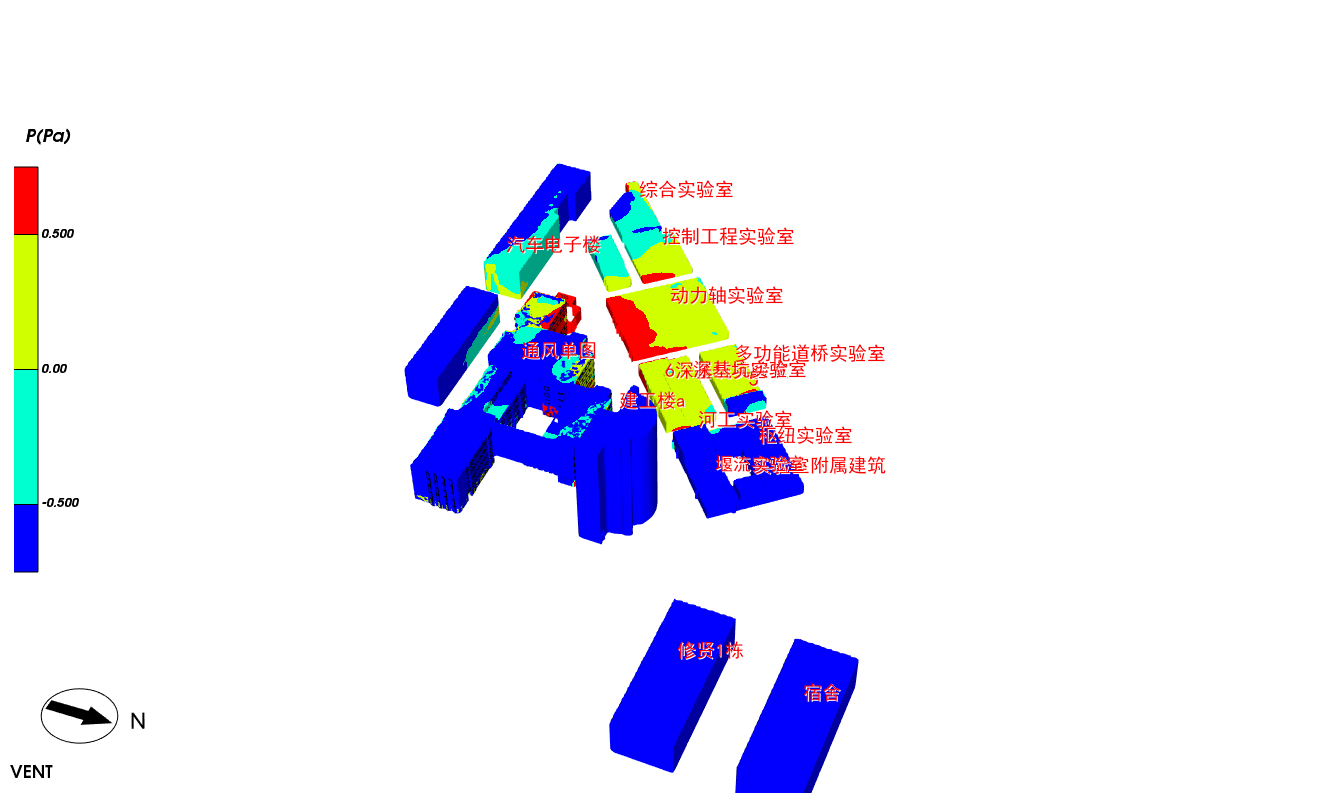 P(Pa)
综合实验室
0.500
控制工程实验室
汽车电子楼
动力轴实验室
通风单图
多功能道桥实验室
0.00
建工楼a
河工实验室
枢纽实验室
-0.500
修贤1栋
宿舍
N
VENT